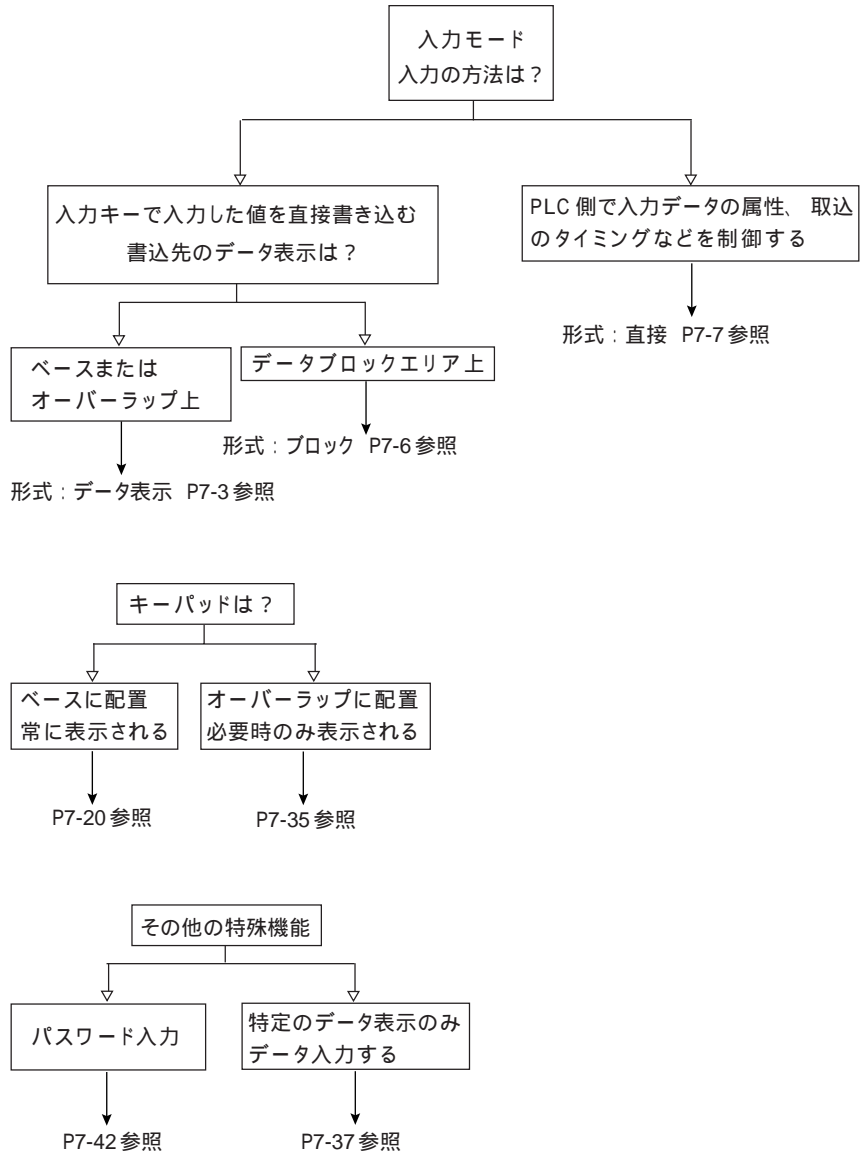 入力モード
入力の方法は？
入力キーで入力した値を直接書き込む
書込先のデータ表示は？
PLC 側で入力データの属性、 取込
のタイミングなどを制御する
形式：直接 P7-7 参照
ベースまたは
オーバーラップ上
データブロックエリア上
形式：ブロック P7-6 参照
形式：データ表示 P7-3 参照
キーパッドは？
ベースに配置
常に表示される
オーバーラップに配置
必要時のみ表示される
P7-20 参照
P7-35 参照
その他の特殊機能
パスワード入力
特定のデータ表示のみ
データ入力する
P7-42 参照
P7-37 参照